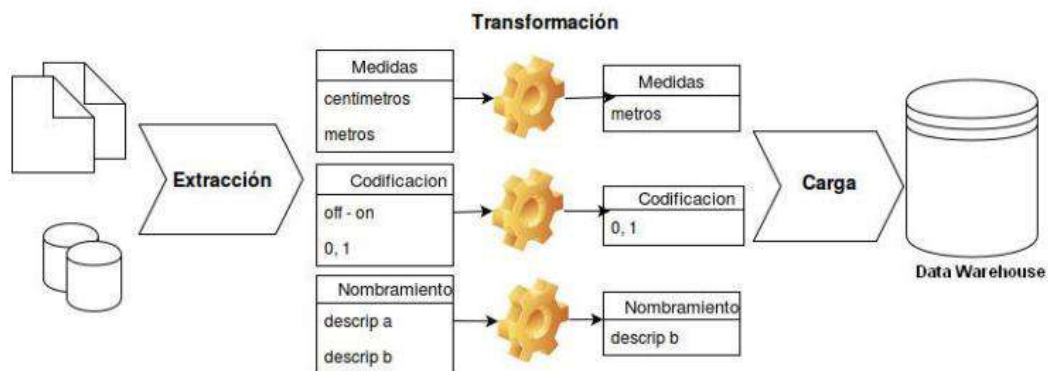 Transformación
Extracción
Medidas
centímetros
metros
Medidas
metros
Codificacion
off - on
0, 1
Codificacion
0, 1
Nombramiento
descrip a
descrip b
Nombramiento
descrip b
Carga
Data Warehouse